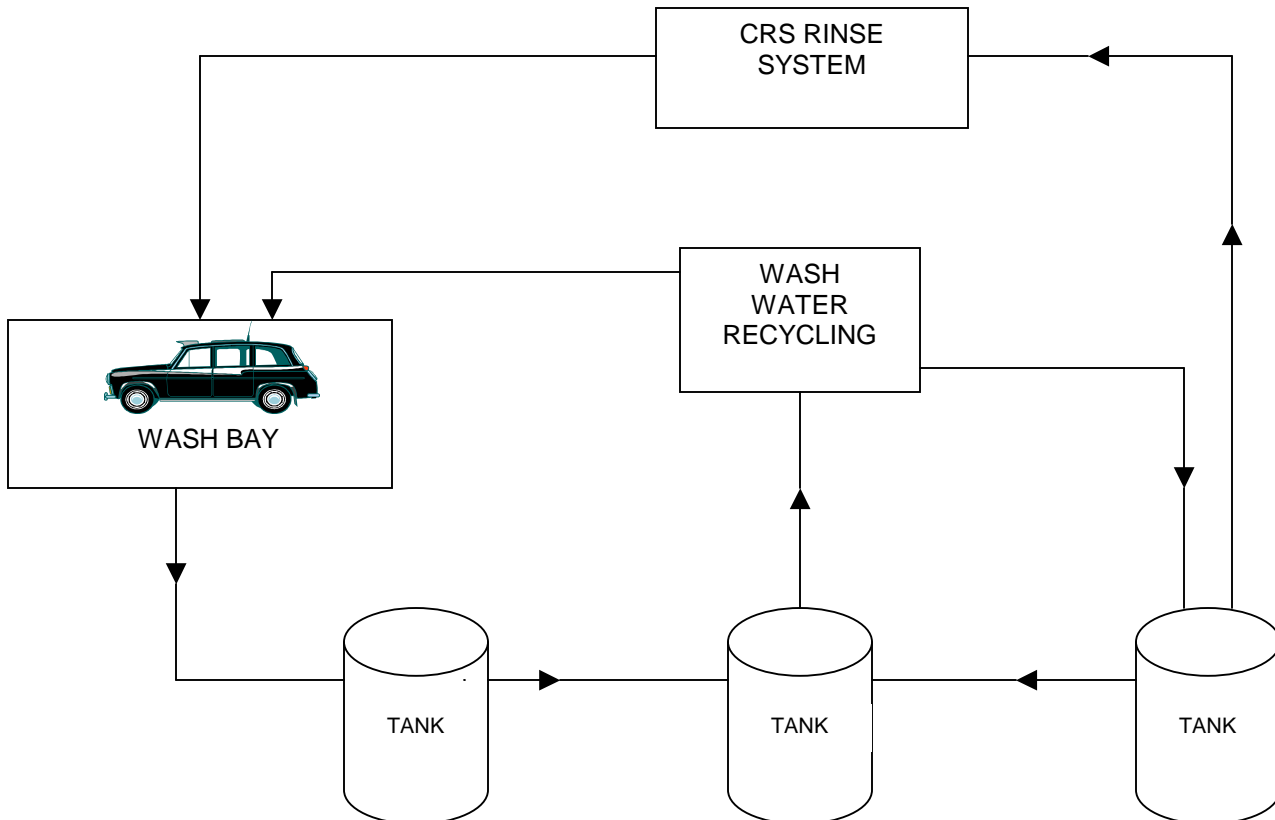 CRS RINSE
SYSTEM
WASH
WATER
RECYCLING
WASH BAY
TANK
TANK
TANK